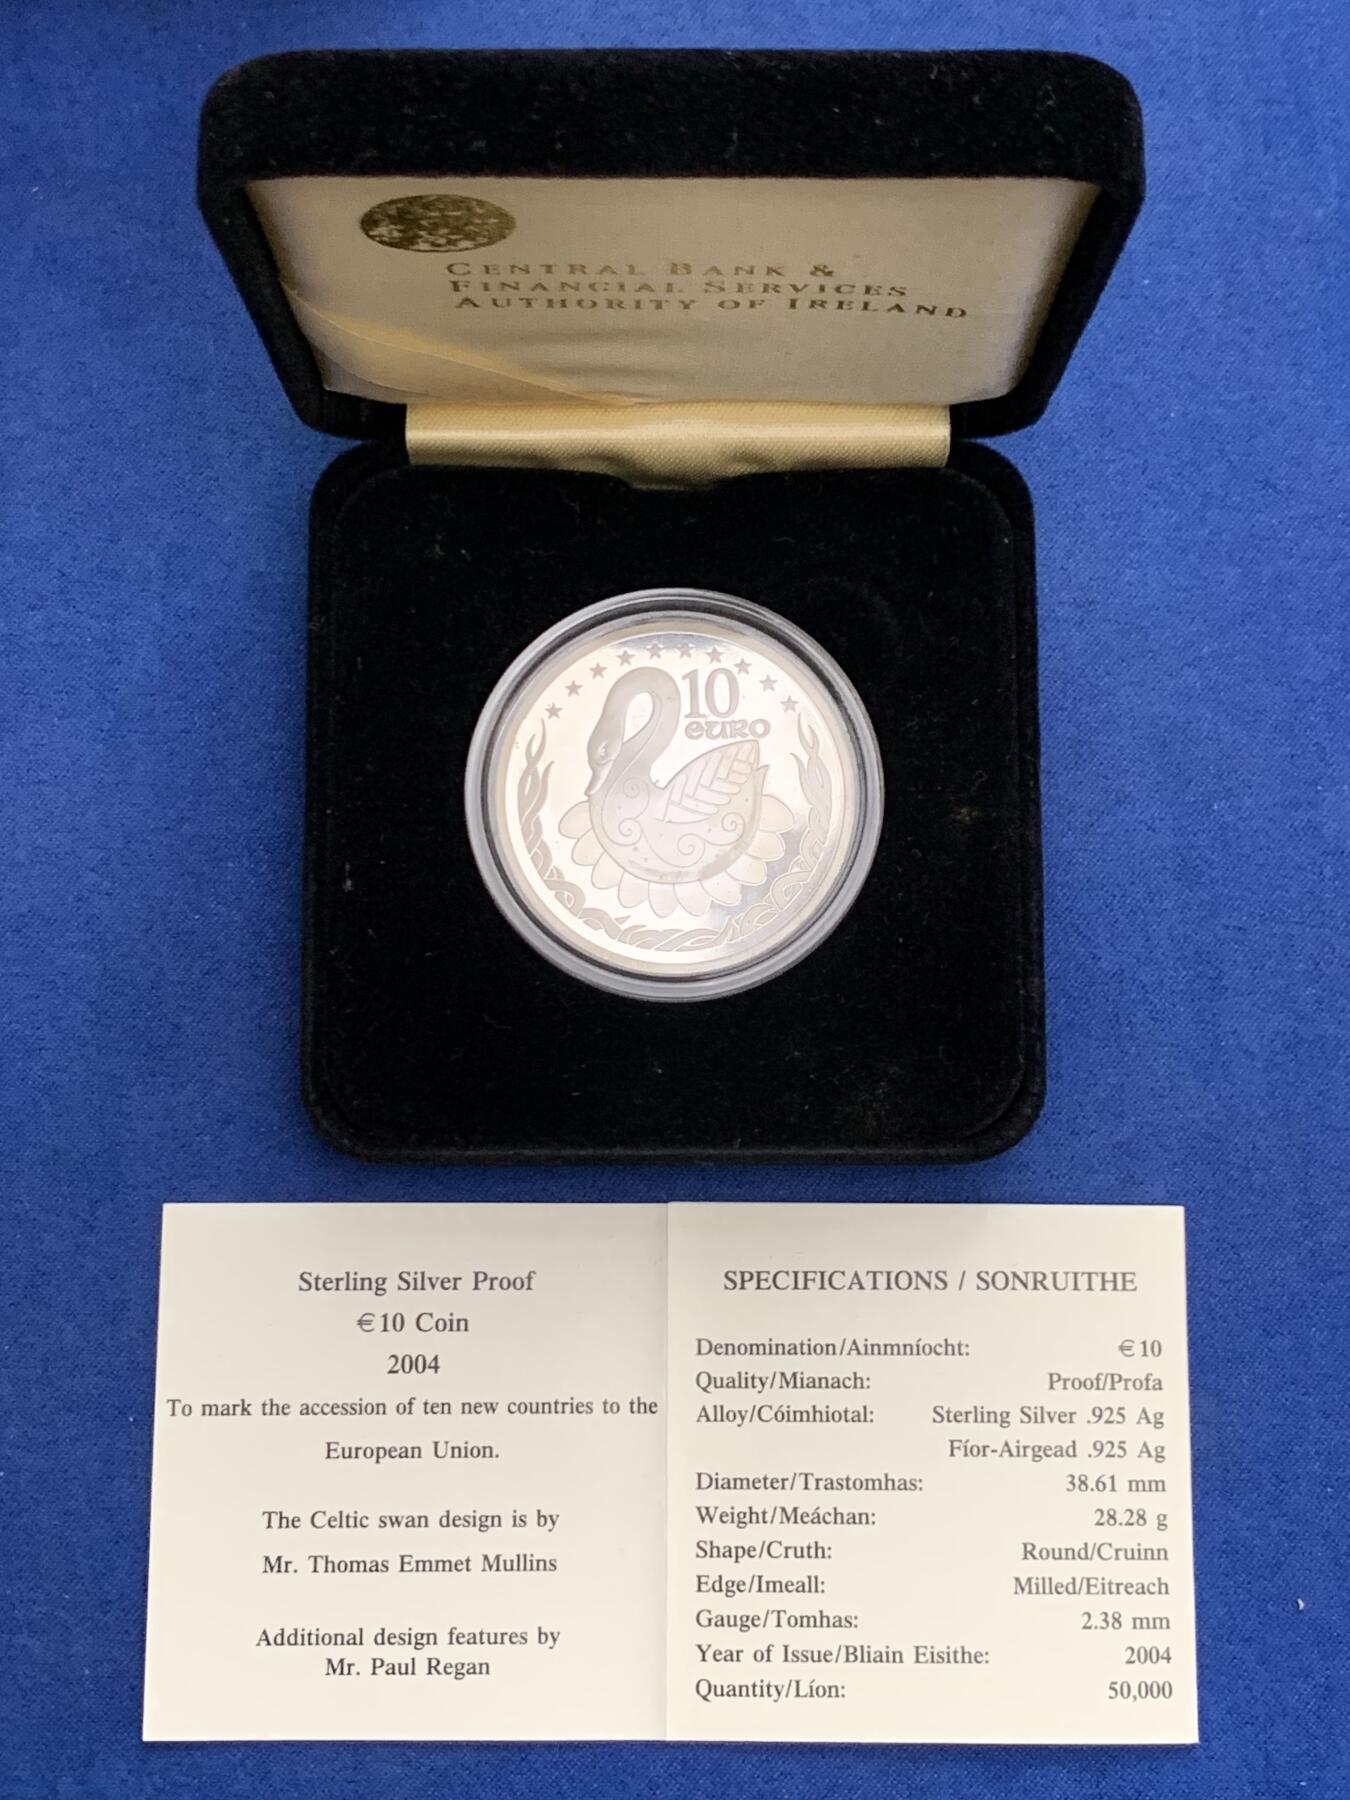 CENTRAL BANK &
FINANCIAL SERVICES
AUTHORITY OF IRELAND
10
euro
Sterling Silver Proof
€10 Coin
2004
To mark the accession of ten new countries to the
European Union.
The Celtic swan design is by
Mr. Thomas Emmet Mullins
Additional design features by
Mr. Paul Regan
SPECIFICATIONS / SONRUITHE
Denomination/Ainmníocht: €10
Quality/Mianach: Proof/Profa
Alloy/Cóimhiotal: Sterling Silver .925 Ag
Fíor-Airgead .925 Ag
Diameter/Trastomhas: 38.61 mm
Weight/Meáchan: 28.28 g
Shape/Cruth: Round/Cruinn
Edge/Imeall: Milled/Eitreach
Gauge/Tomhas: 2.38 mm
Year of Issue/Bliain Eisithe: 2004
Quantity/Líon: 50,000